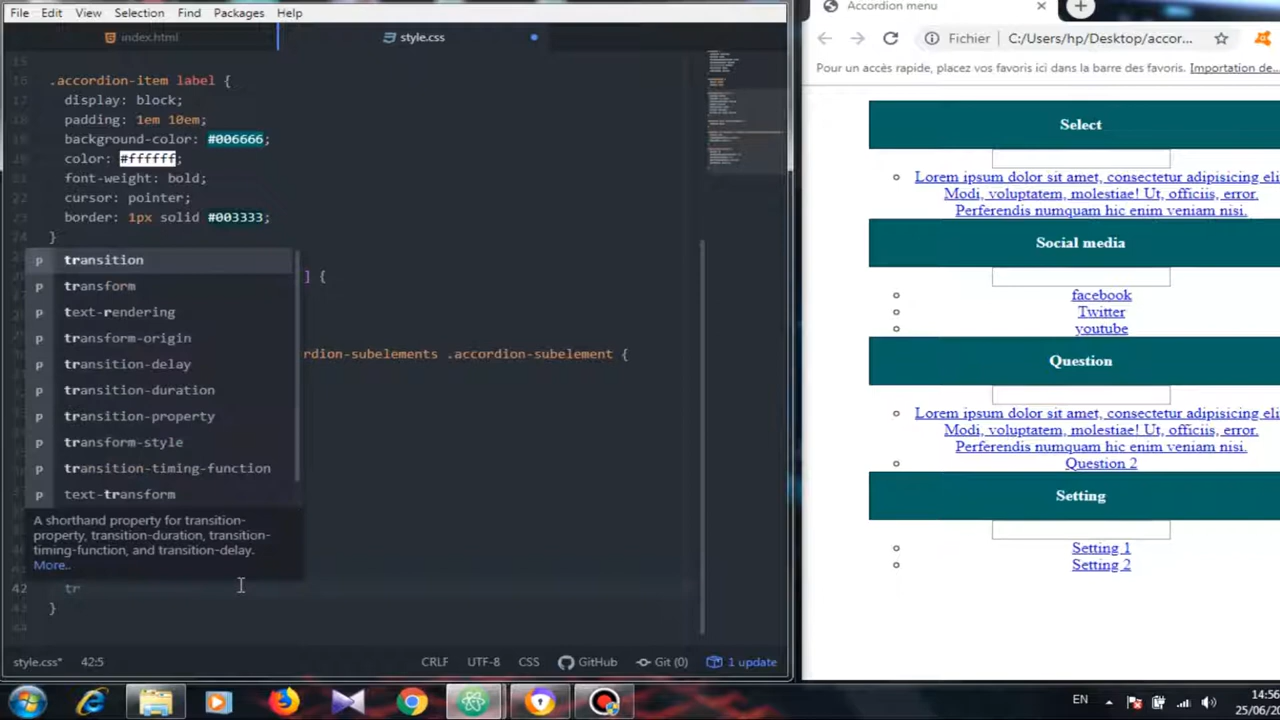 File Edit View Selection Find Packages Help
index.html
style.css
.accordion-item label {
display: block;
padding: 1em 10em;
background-color: #006666;
color: #ffffff;
font-weight: bold;
22 cursor: pointer;
23 border: 1px solid #003333;
24 }
p transition
] {
p transform
p text-rendering
p transform-origin
rdion-subelements .accordion-subelement {
p transition-delay
p transition-duration
p transition-property
p transform-style
p transition-timing-function
p text-transform
A shorthand property for transition-
property, transition-duration, transition-
timing-function, and transition-delay.
More..
42 tr
43 }
style.css* 42:5 CRLF UTF-8 CSS GitHub Git (0) 1 update
Accordion menu
Fichier C:/Users/hp/Desktop/accor...
Pour un accès rapide, placez vos favoris ici dans la barre des favoris. Importation de...
Select
Lorem ipsum dolor sit amet, consectetur adipisicing eli
Modi, voluptatem, molestiae! Ut, officiis, error.
Perferendis numquam hic enim veniam nisi.
Social media
facebook
Twitter
youtube
Question
Lorem ipsum dolor sit amet, consectetur adipisicing eli
Modi, voluptatem, molestiae! Ut, officiis, error.
Perferendis numquam hic enim veniam nisi.
Question 2
Setting
Setting 1
Setting 2
EN
14:56
25/06/20